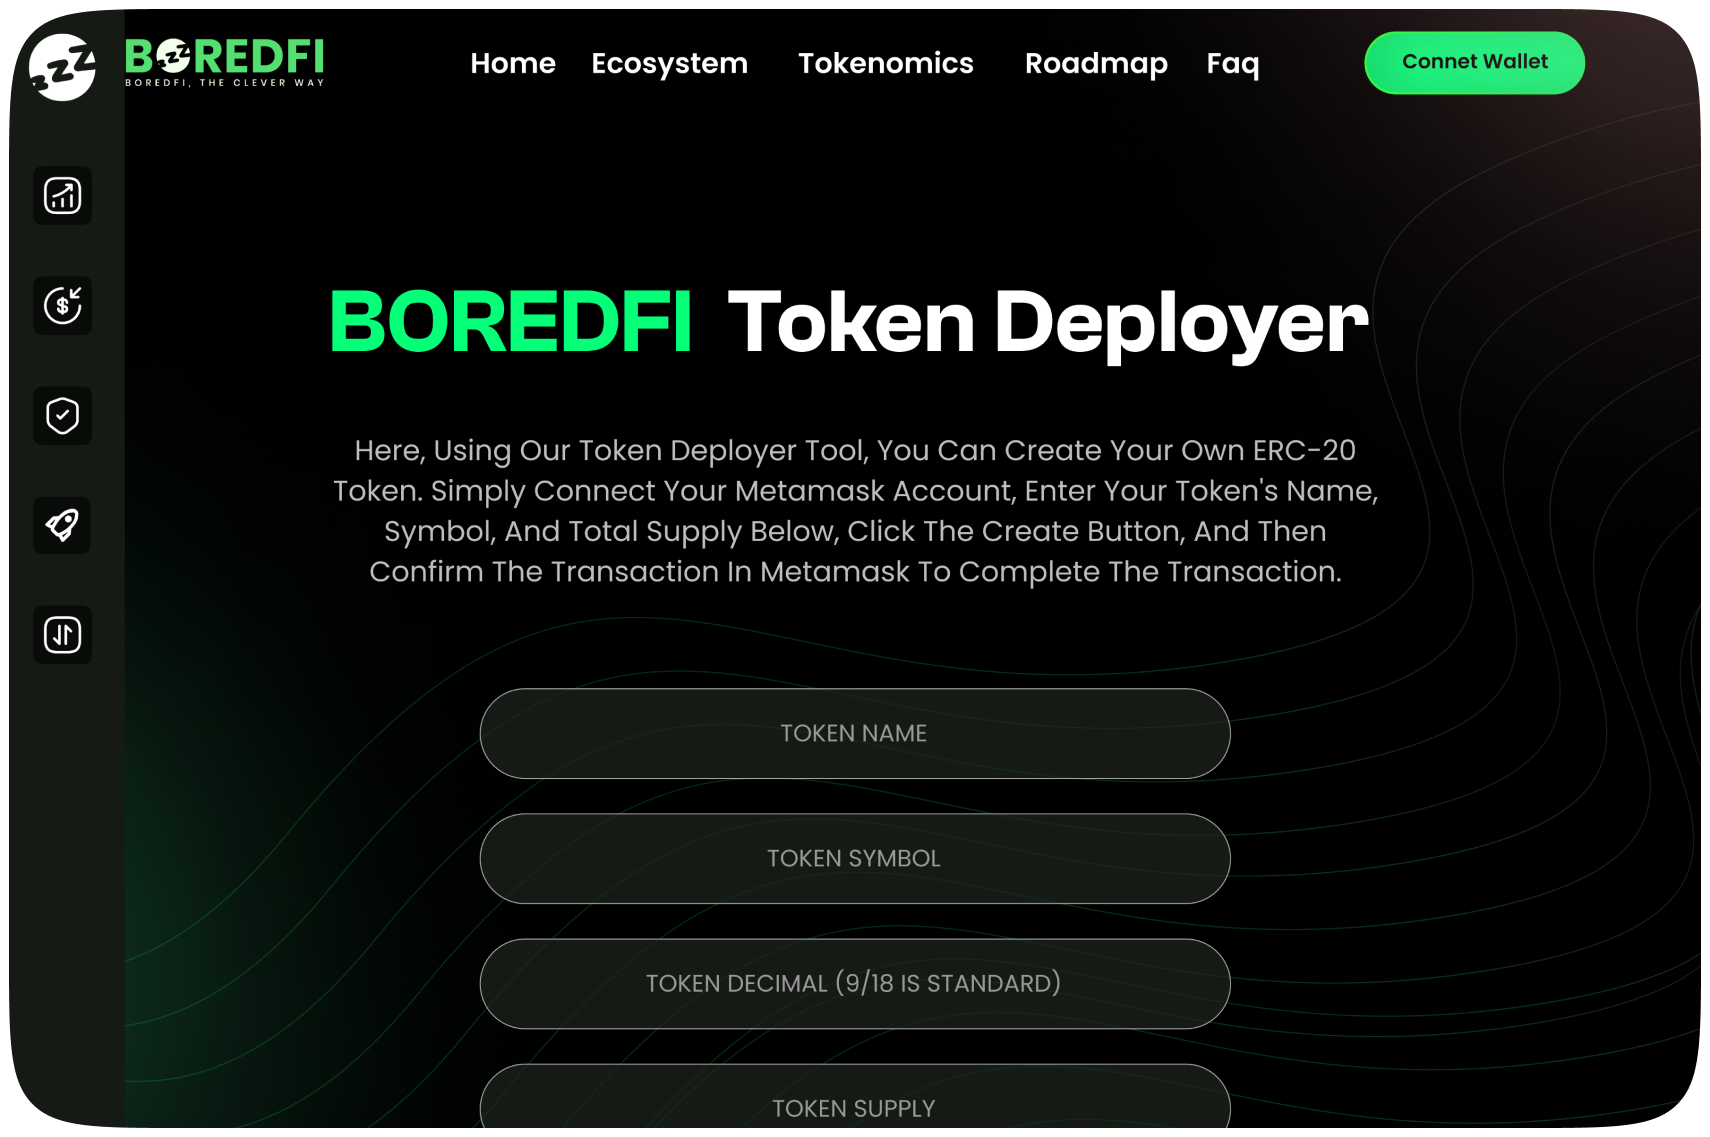 zzz
BOREDFI
BOREDFI, THE CLEVER WAY
Home Ecosystem Tokenomics Roadmap Faq
Connet Wallet
BOREDFI Token Deployer
Here, Using Our Token Deployer Tool, You Can Create Your Own ERC-20
Token. Simply Connect Your Metamask Account, Enter Your Token's Name,
Symbol, And Total Supply Below, Click The Create Button, And Then
Confirm The Transaction In Metamask To Complete The Transaction.
TOKEN NAME
TOKEN SYMBOL
TOKEN DECIMAL (9/18 IS STANDARD)
TOKEN SUPPLY